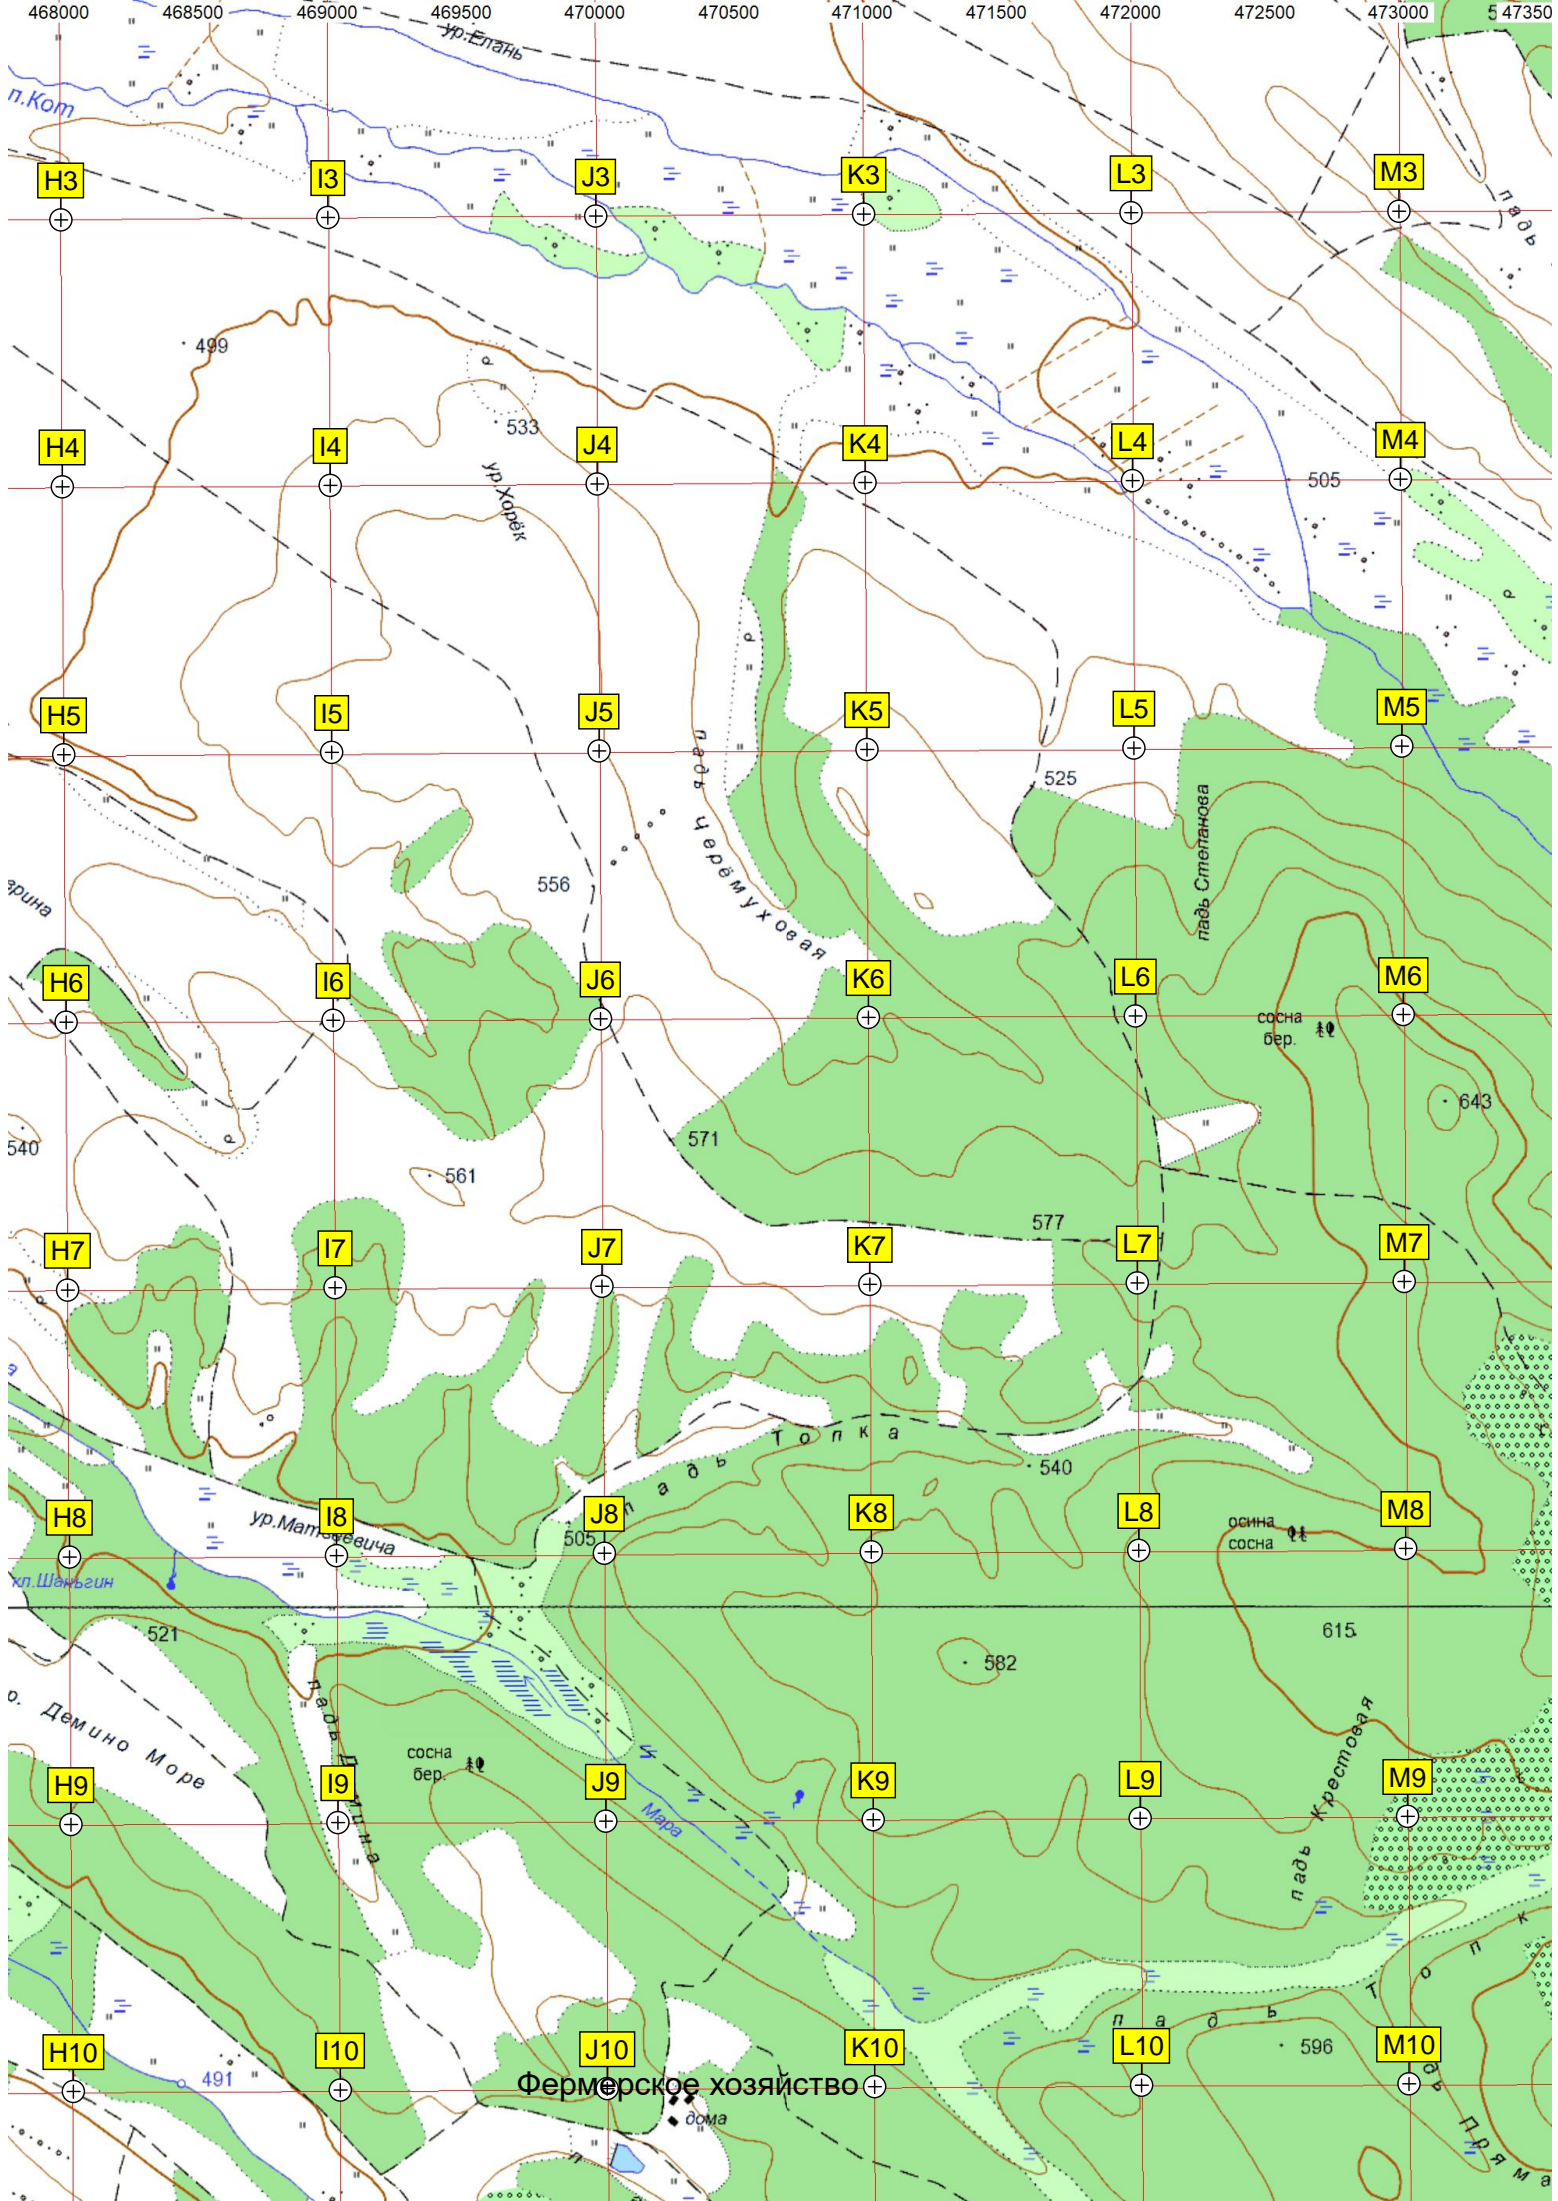 468000 468500 469000 469500 470000 470500 471000 471500 472000 472500 473000 473500
ур.Елань
п.Кот
H3 I3 J3 K3 L3 M3
падь
499
533
ур.Хорёк
H4 I4 J4 K4 L4 M4
505
H5 I5 J5 K5 L5 M5
525
падь Черёмуховая
падь Степанова
556
H6 I6 J6 K6 L6 M6
сосна
бер.
643
540
571
561
577
H7 I7 J7 K7 L7 M7
падь Топка
540
H8 I8 J8 K8 L8 M8
505
осина
сосна
кл.Шаньгин
521
615
582
Демино Море
сосна
бер.
падь Крестовая
H9 I9 J9 K9 L9 M9
Мара
падь Топк
596
H10 I10 J10 K10 L10 M10
491
Фермерское хозяйство
дома